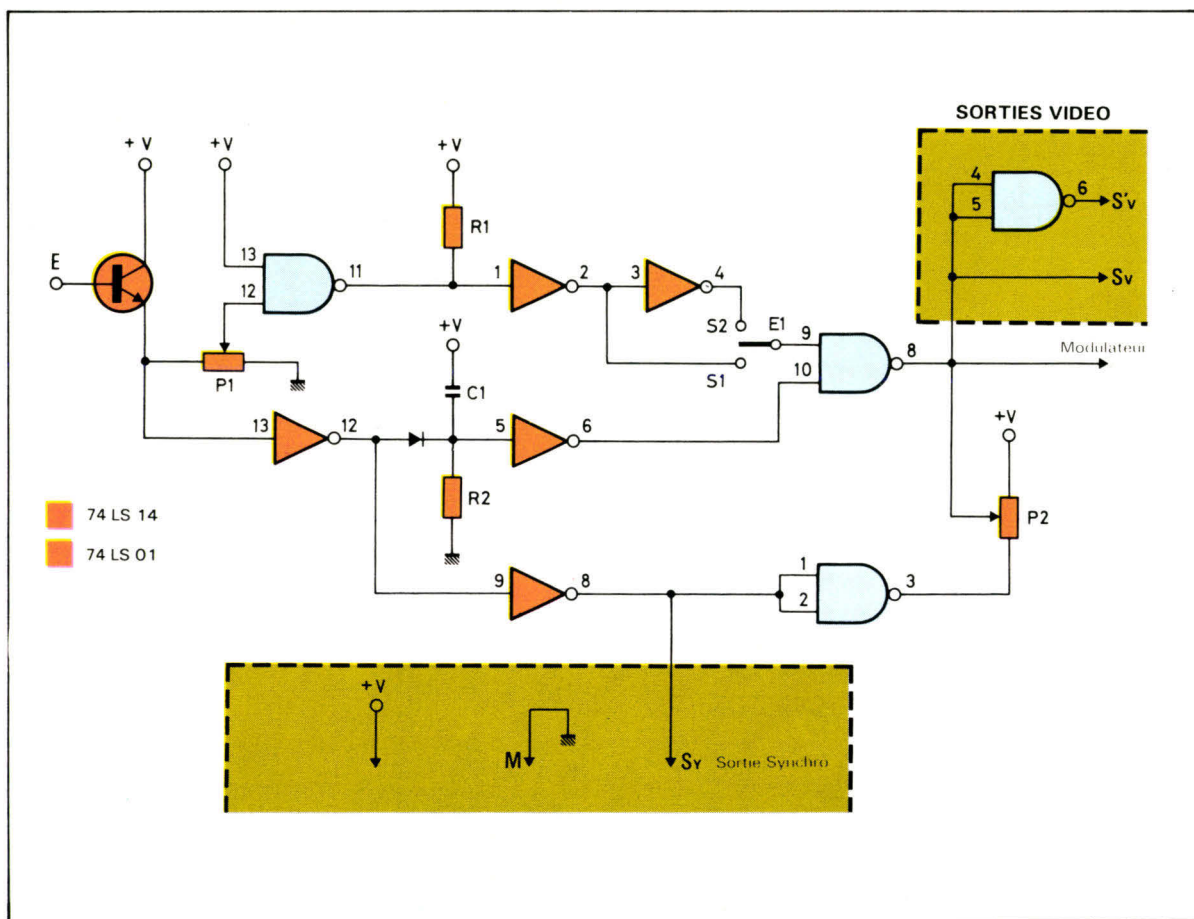 SORTIES VIDEO
+ V
+ V
+ V
4
5
6
S'v
E
13
12
11
R1
1
2
3
4
Sv
S2
E1
9
10
8
S1
Modulateur
P1
+V
C1
13
12
5
6
+V
R2
P2
74 LS 14
74 LS 01
9
8
1
2
3
+V
M
SY Sortie Synchro